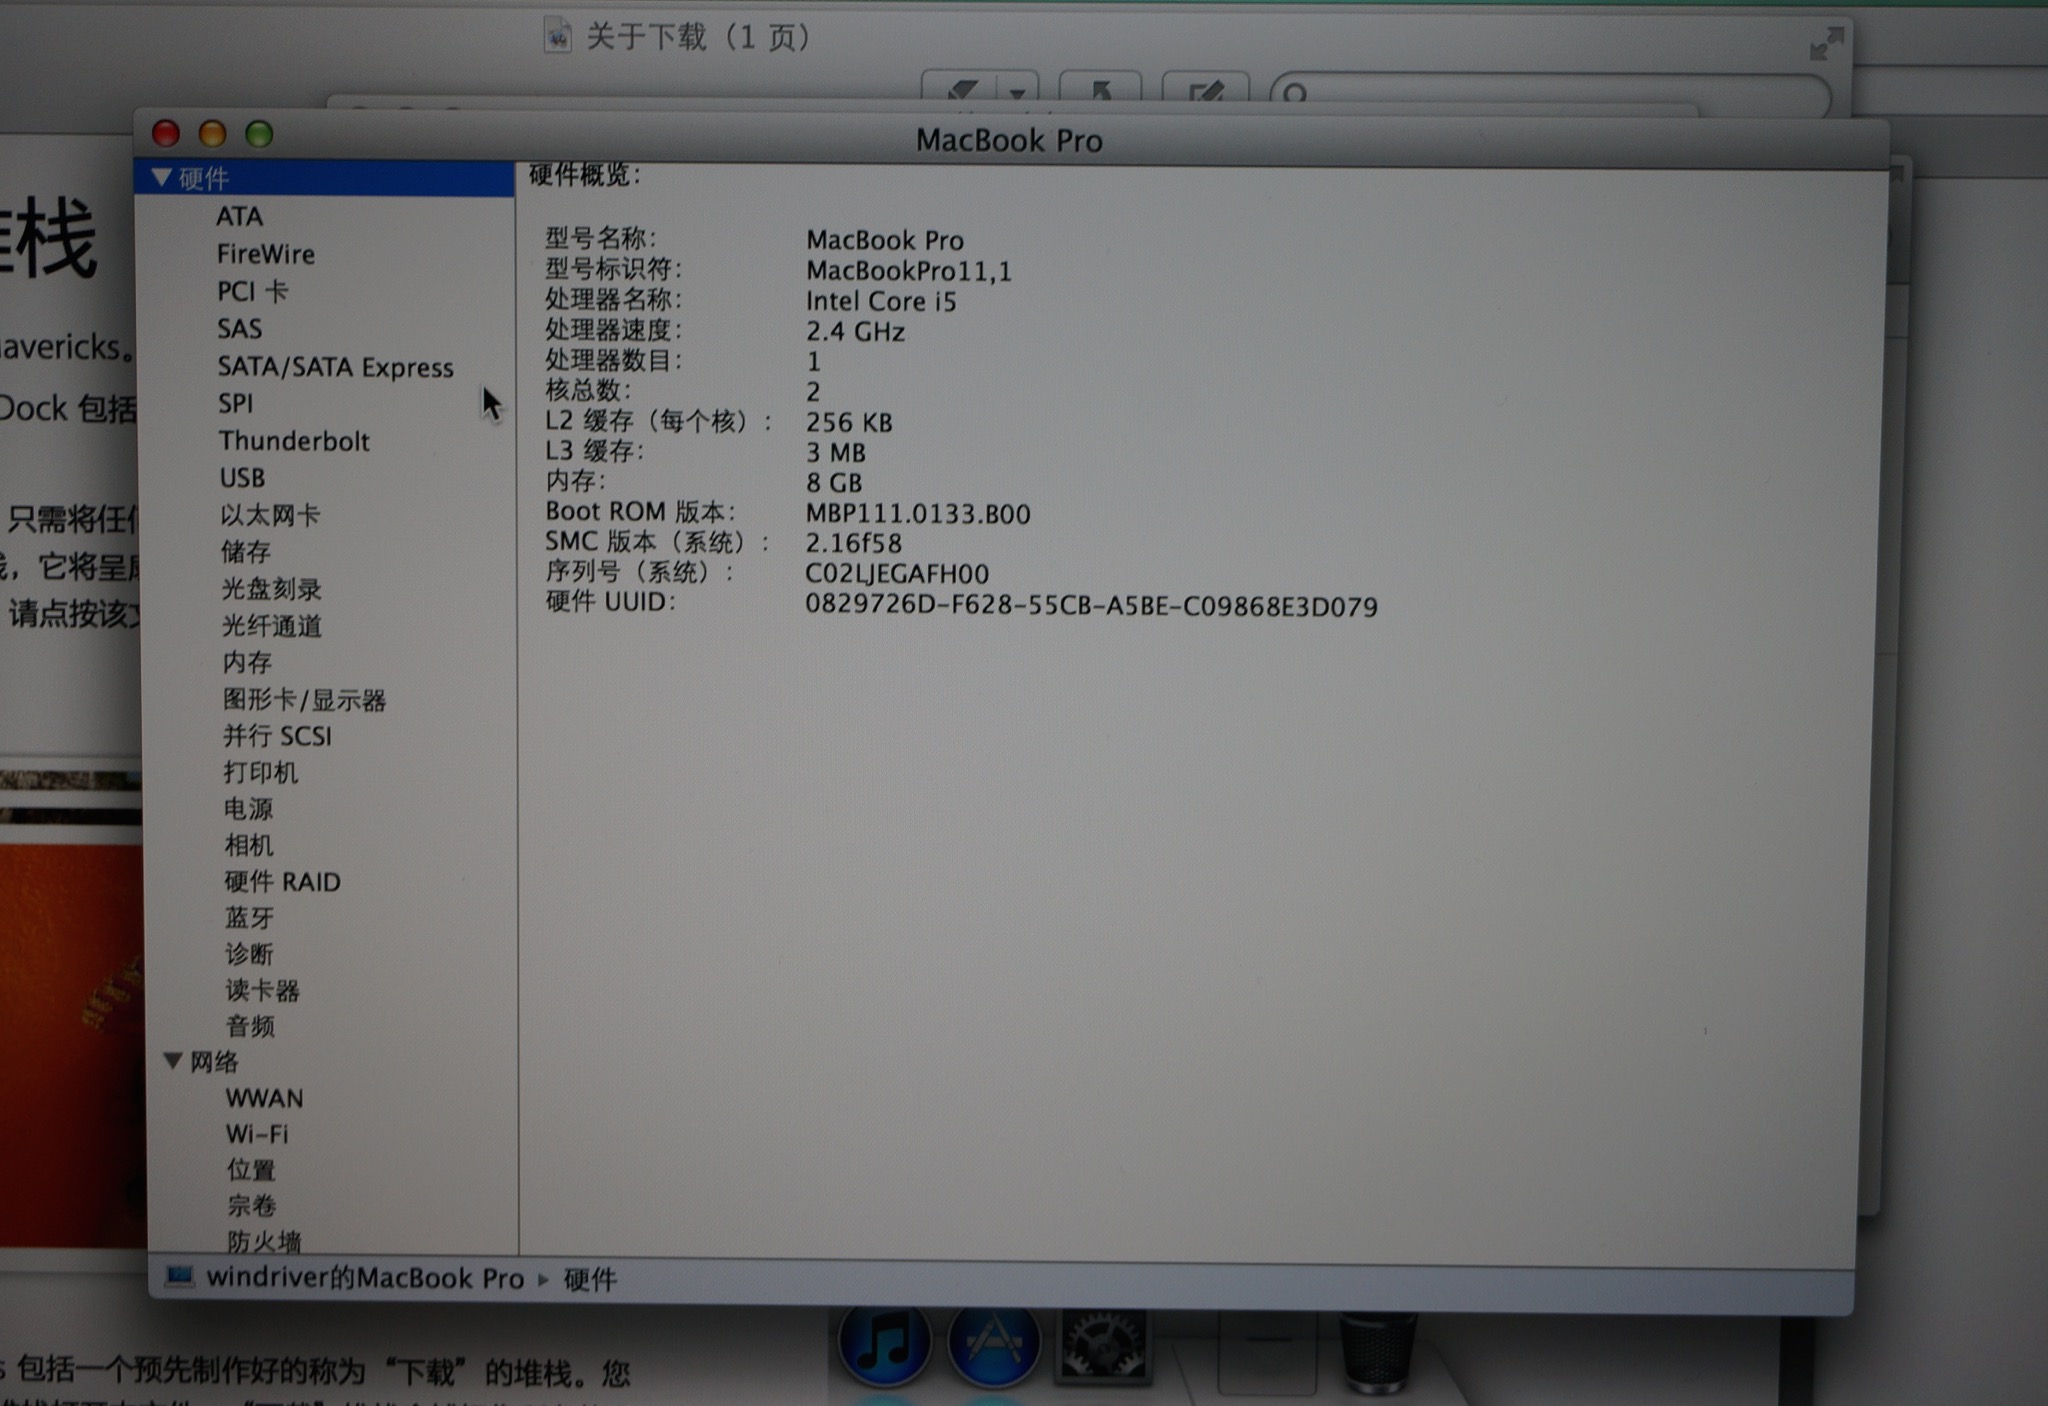 关于下载（1 页）
MacBook Pro
堆栈
mavericks。
Dock 包括
只需将任
，它将呈
请点按该文
硬件
ATA
FireWire
PCI 卡
SAS
SATA/SATA Express
SPI
Thunderbolt
USB
以太网卡
储存
光盘刻录
光纤通道
内存
图形卡/显示器
并行 SCSI
打印机
电源
相机
硬件 RAID
蓝牙
诊断
读卡器
音频
网络
WWAN
Wi-Fi
位置
宗卷
防火墙
硬件概览：
型号名称： MacBook Pro
型号标识符： MacBookPro11,1
处理器名称： Intel Core i5
处理器速度： 2.4 GHz
处理器数目： 1
核总数： 2
L2 缓存（每个核）： 256 KB
L3 缓存： 3 MB
内存： 8 GB
Boot ROM 版本： MBP111.0133.B00
SMC 版本（系统）： 2.16f58
序列号（系统）： C02LJEGAFH00
硬件 UUID： 0829726D-F628-55CB-A5BE-C09868E3D079
windriver的MacBook Pro ▸ 硬件
s 包括一个预先制作好的称为“下载”的堆栈。您